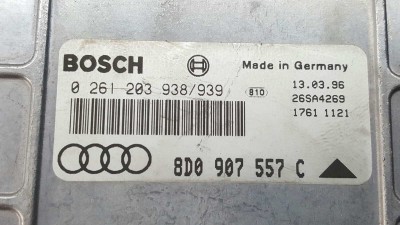 BOSCH Made in Germany
0 261 203 938/939 810 13.03.96
26SA4269
1761 1121
8D0 907 557 C